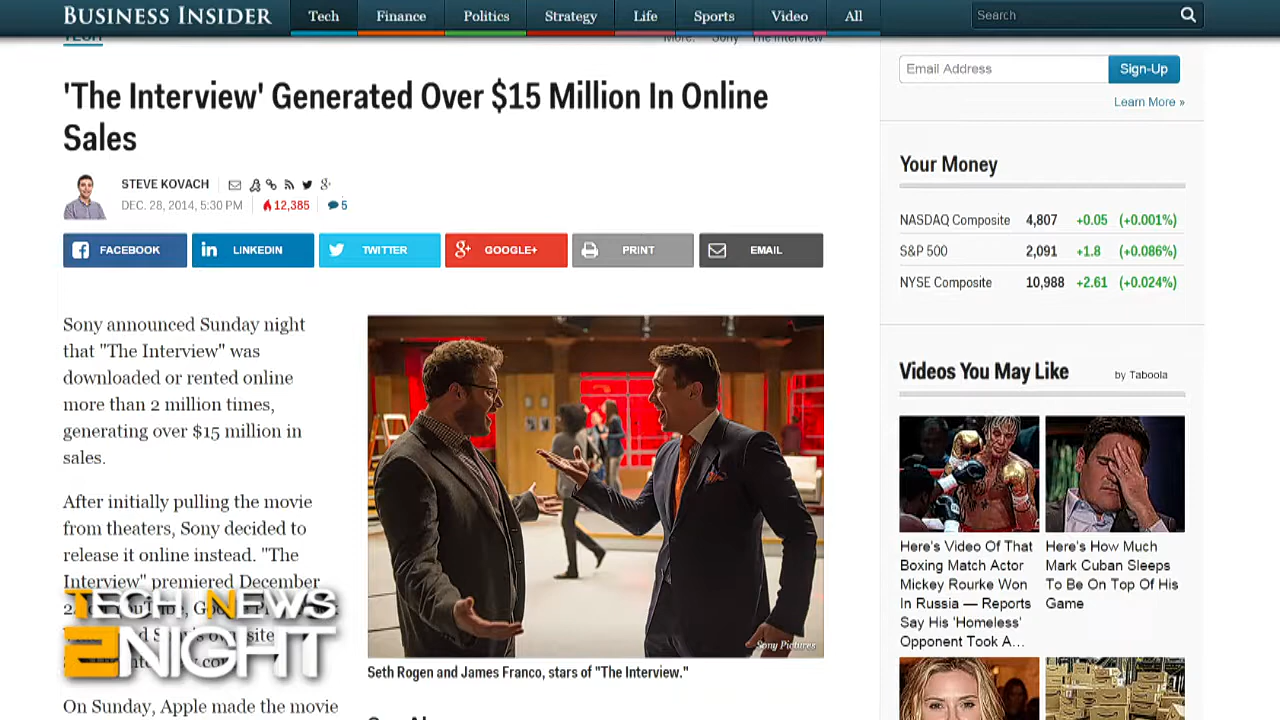 BUSINESS INSIDER
Tech Finance Politics Strategy Life Sports Video All
Search
TECH
More: Sony The Interview
'The Interview' Generated Over $15 Million In Online
Sales
STEVE KOVACH
DEC. 28, 2014, 5:30 PM 12,385 5
FACEBOOK LINKEDIN TWITTER GOOGLE+ PRINT EMAIL
Sony announced Sunday night
that "The Interview" was
downloaded or rented online
more than 2 million times,
generating over $15 million in
sales.
After initially pulling the movie
from theaters, Sony decided to
release it online instead. "The
Interview" premiered December
TECH NEWS
2NIGHT
On Sunday, Apple made the movie
Sony Pictures
Seth Rogen and James Franco, stars of "The Interview."
Email Address Sign-Up
Learn More »
Your Money
NASDAQ Composite 4,807 +0.05 (+0.001%)
S&P 500 2,091 +1.8 (+0.086%)
NYSE Composite 10,988 +2.61 (+0.024%)
Videos You May Like by Taboola
Here's Video Of That
Boxing Match Actor
Mickey Rourke Won
In Russia — Reports
Say His 'Homeless'
Opponent Took A...
Here's How Much
Mark Cuban Sleeps
To Be On Top Of His
Game